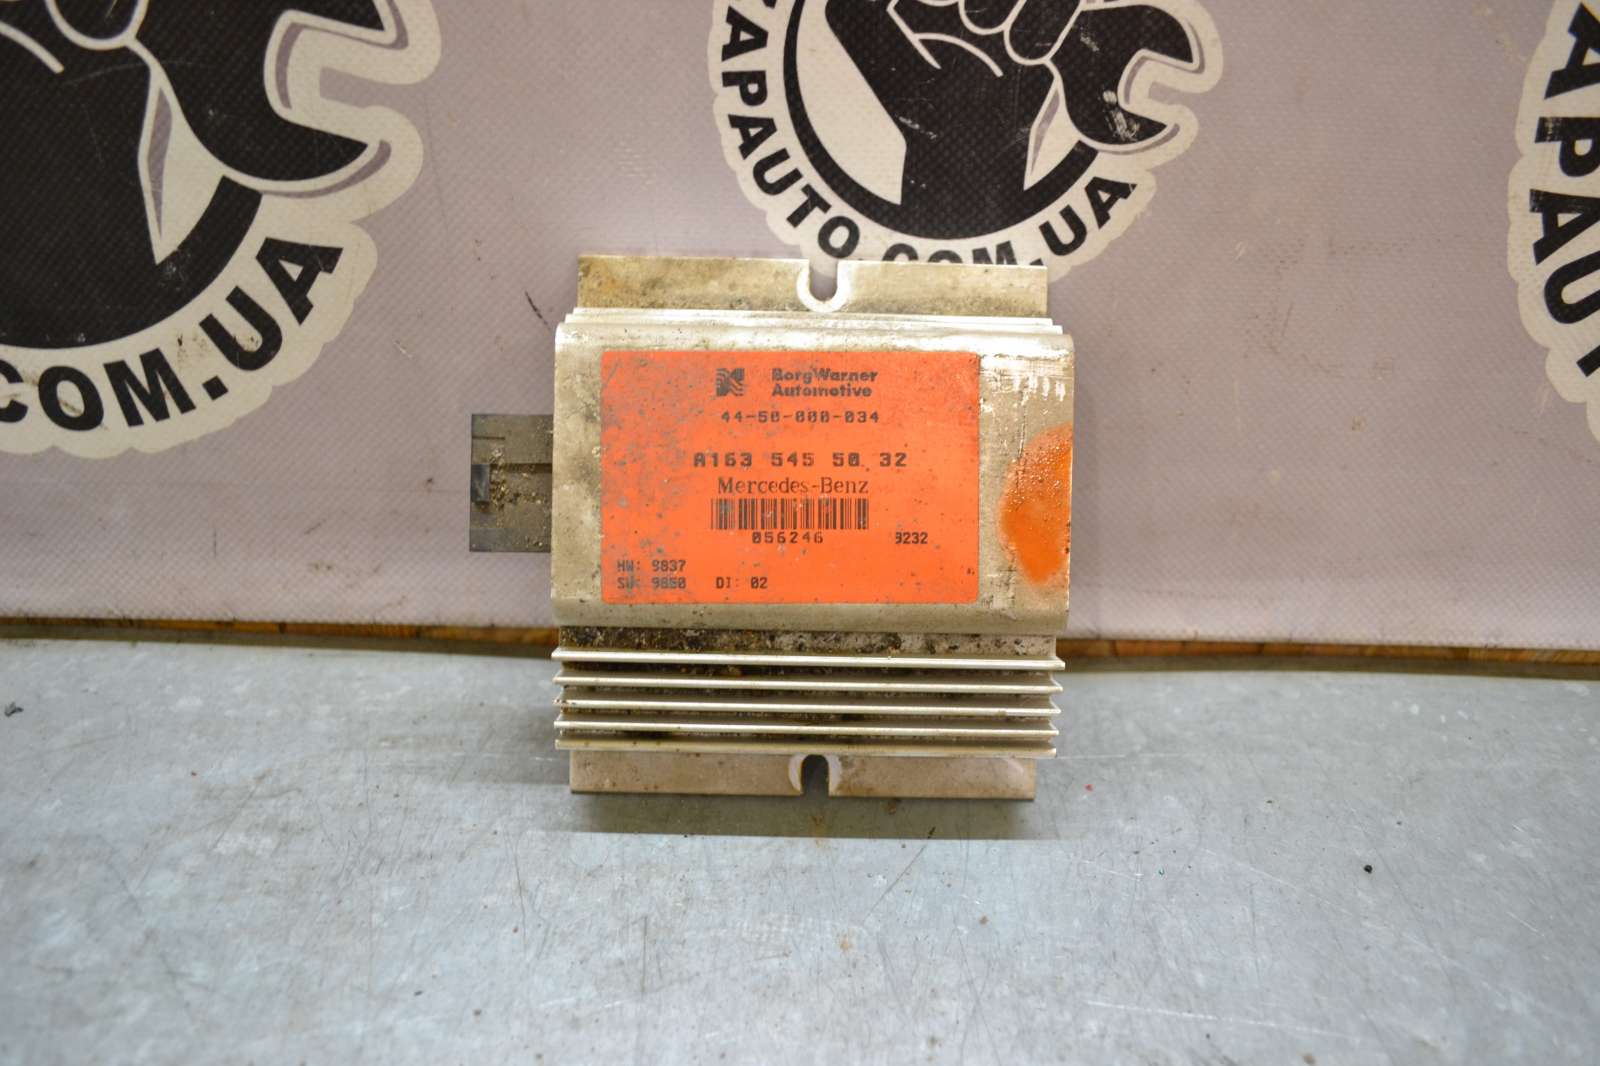 APAUTO.COM.UA
.COM.UA
APAUT
BorgWarner
Automotive
44-50-000-034
A163 545 50 32
Mercedes-Benz
056246 9232
HW: 9837
SW: 9850 DI: 02